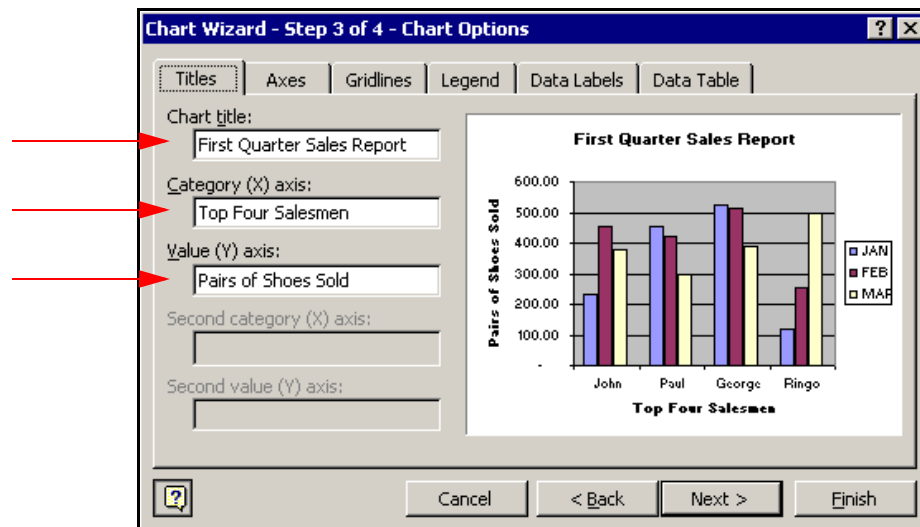 Chart Wizard - Step 3 of 4 - Chart Options
Titles Axes Gridlines Legend Data Labels Data Table
Chart title:
First Quarter Sales Report
Category (X) axis:
Top Four Salesmen
Value (Y) axis:
Pairs of Shoes Sold
Second category (X) axis:
Second value (Y) axis:
First Quarter Sales Report
Pairs of Shoes Sold
600.00
500.00
400.00
300.00
200.00
100.00
-
John Paul George Ringo
Top Four Salesmen
JAN
FEB
MAR
Cancel < Back Next > Finish